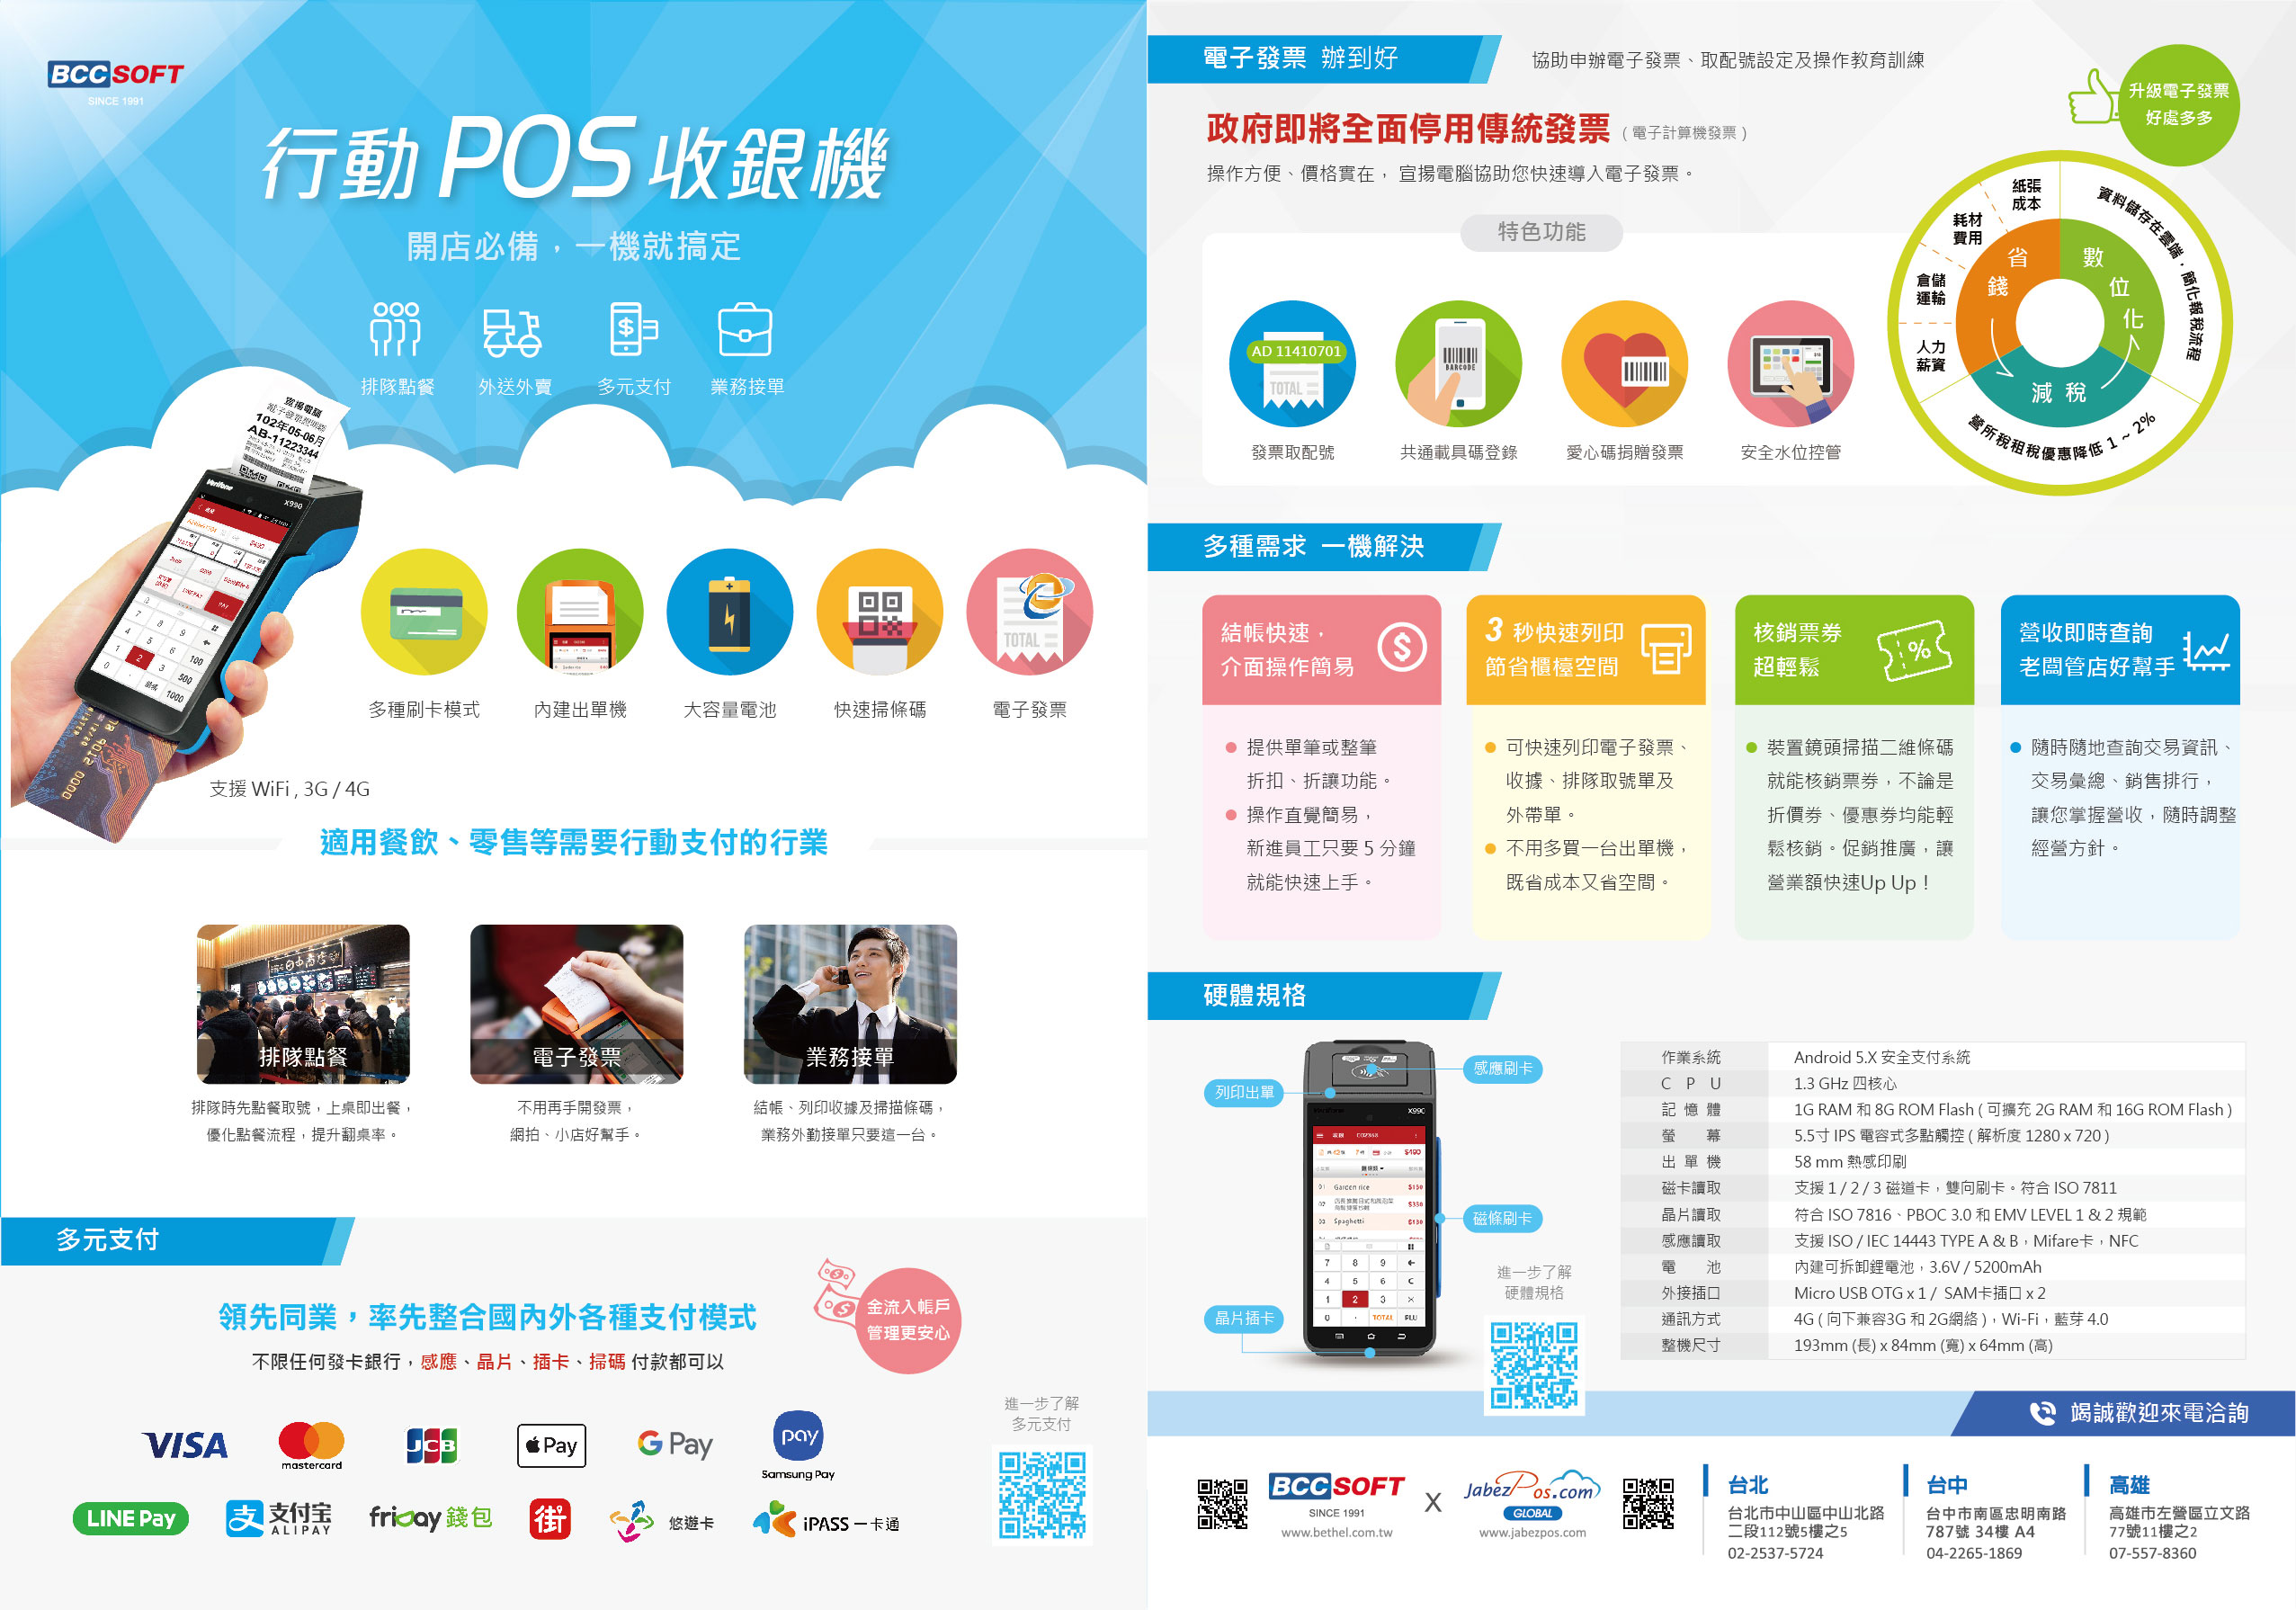 BCC SOFT
SINCE 1991
行動 POS 收銀機
開店必備，一機就搞定
排隊點餐
外送外賣
多元支付
業務接單
宣揚電腦
電子發票證明聯
102年05-06月
AB-11223344
Verifone
X990
多種刷卡模式
內建出單機
大容量電池
快速掃條碼
TOTAL
電子發票
支援 WiFi , 3G / 4G
適用餐飲、零售等需要行動支付的行業
排隊點餐
排隊時先點餐取號，上桌即出餐，
優化點餐流程，提升翻桌率。
電子發票
不用再手開發票，
網拍、小店好幫手。
業務接單
結帳、列印收據及掃描條碼，
業務外勤接單只要這一台。
多元支付
領先同業，率先整合國內外各種支付模式
不限任何發卡銀行，感應、晶片、插卡、掃碼 付款都可以
金流入帳戶
管理更安心
進一步了解
多元支付
VISA
mastercard
JCB
Pay
G Pay
pay
Samsung Pay
LINE Pay
支 支付宝
ALIPAY
friday 錢包
街
悠遊卡
iPASS 一卡通
電子發票 辦到好
協助申辦電子發票、取配號設定及操作教育訓練
政府即將全面停用傳統發票 ( 電子計算機發票 )
操作方便、價格實在， 宣揚電腦協助您快速導入電子發票。
升級電子發票
好處多多
特色功能
AD 11410701
TOTAL
發票取配號
BARCODE
共通載具碼登錄
愛心碼捐贈發票
安全水位控管
省錢
紙張
成本
耗材
費用
倉儲
運輸
人力
薪資
數位化
資料儲存在雲端，簡化報稅流程
減稅
營所稅租稅優惠降低 1 ~ 2%
多種需求 一機解決
結帳快速，
介面操作簡易
提供單筆或整筆
折扣、折讓功能。
操作直覺簡易，
新進員工只要 5 分鐘
就能快速上手。
3 秒快速列印
節省櫃檯空間
可快速列印電子發票、
收據、排隊取號單及
外帶單。
不用多買一台出單機，
既省成本又省空間。
核銷票券
超輕鬆
裝置鏡頭掃描二維條碼
就能核銷票券，不論是
折價券、優惠券均能輕
鬆核銷。促銷推廣，讓
營業額快速Up Up！
營收即時查詢
老闆管店好幫手
隨時隨地查詢交易資訊、
交易彙總、銷售排行，
讓您掌握營收，隨時調整
經營方針。
硬體規格
列印出單
感應刷卡
磁條刷卡
晶片插卡
X990
01 Garden rice $150
03 Spaghetti
TOTAL PLU
進一步了解
硬體規格
作業系統 Android 5.X 安全支付系統
C P U 1.3 GHz 四核心
記憶體 1G RAM 和 8G ROM Flash ( 可擴充 2G RAM 和 16G ROM Flash )
螢幕 5.5寸 IPS 電容式多點觸控 ( 解析度 1280 x 720 )
出單機 58 mm 熱感印刷
磁卡讀取 支援 1 / 2 / 3 磁道卡，雙向刷卡。符合 ISO 7811
晶片讀取 符合 ISO 7816、PBOC 3.0 和 EMV LEVEL 1 & 2 規範
感應讀取 支援 ISO / IEC 14443 TYPE A & B，Mifare卡，NFC
電池 內建可拆卸鋰電池，3.6V / 5200mAh
外接插口 Micro USB OTG x 1 / SAM卡插口 x 2
通訊方式 4G ( 向下兼容3G 和 2G網絡 )，Wi-Fi，藍芽 4.0
整機尺寸 193mm (長) x 84mm (寬) x 64mm (高)
竭誠歡迎來電洽詢
BCC SOFT
SINCE 1991
www.bethel.com.tw
X
JabezPos.com
GLOBAL
www.jabezpos.com
台北
台北市中山區中山北路
二段112號5樓之5
02-2537-5724
台中
台中市南區忠明南路
787號 34樓 A4
04-2265-1869
高雄
高雄市左營區立文路
77號11樓之2
07-557-8360